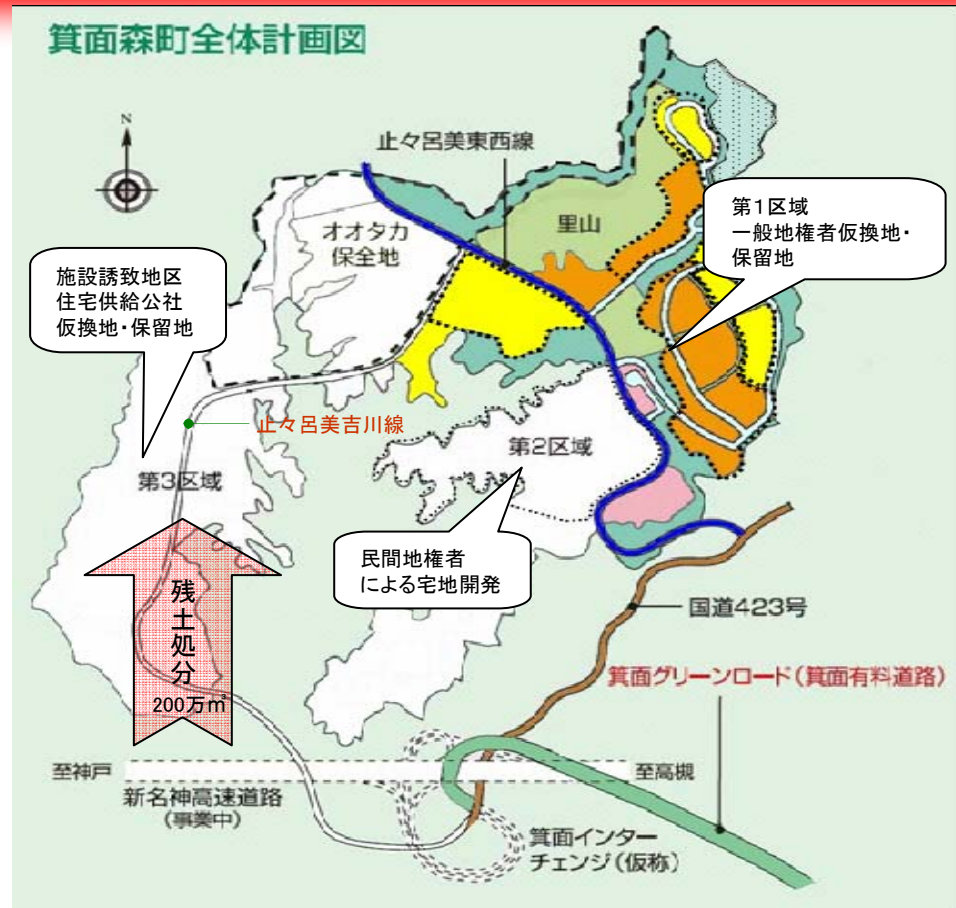 箕面森町全体計画図
N
止々呂美東西線
里山
オオタカ
保全地
第1区域
一般地権者仮換地・
保留地
施設誘致地区
住宅供給公社
仮換地・保留地
止々呂美吉川線
第2区域
第3区域
民間地権者
による宅地開発
残土処分
200万㎥
国道423号
箕面グリーンロード(箕面有料道路)
至神戸
至高槻
新名神高速道路
(事業中)
箕面インター
チェンジ(仮称)